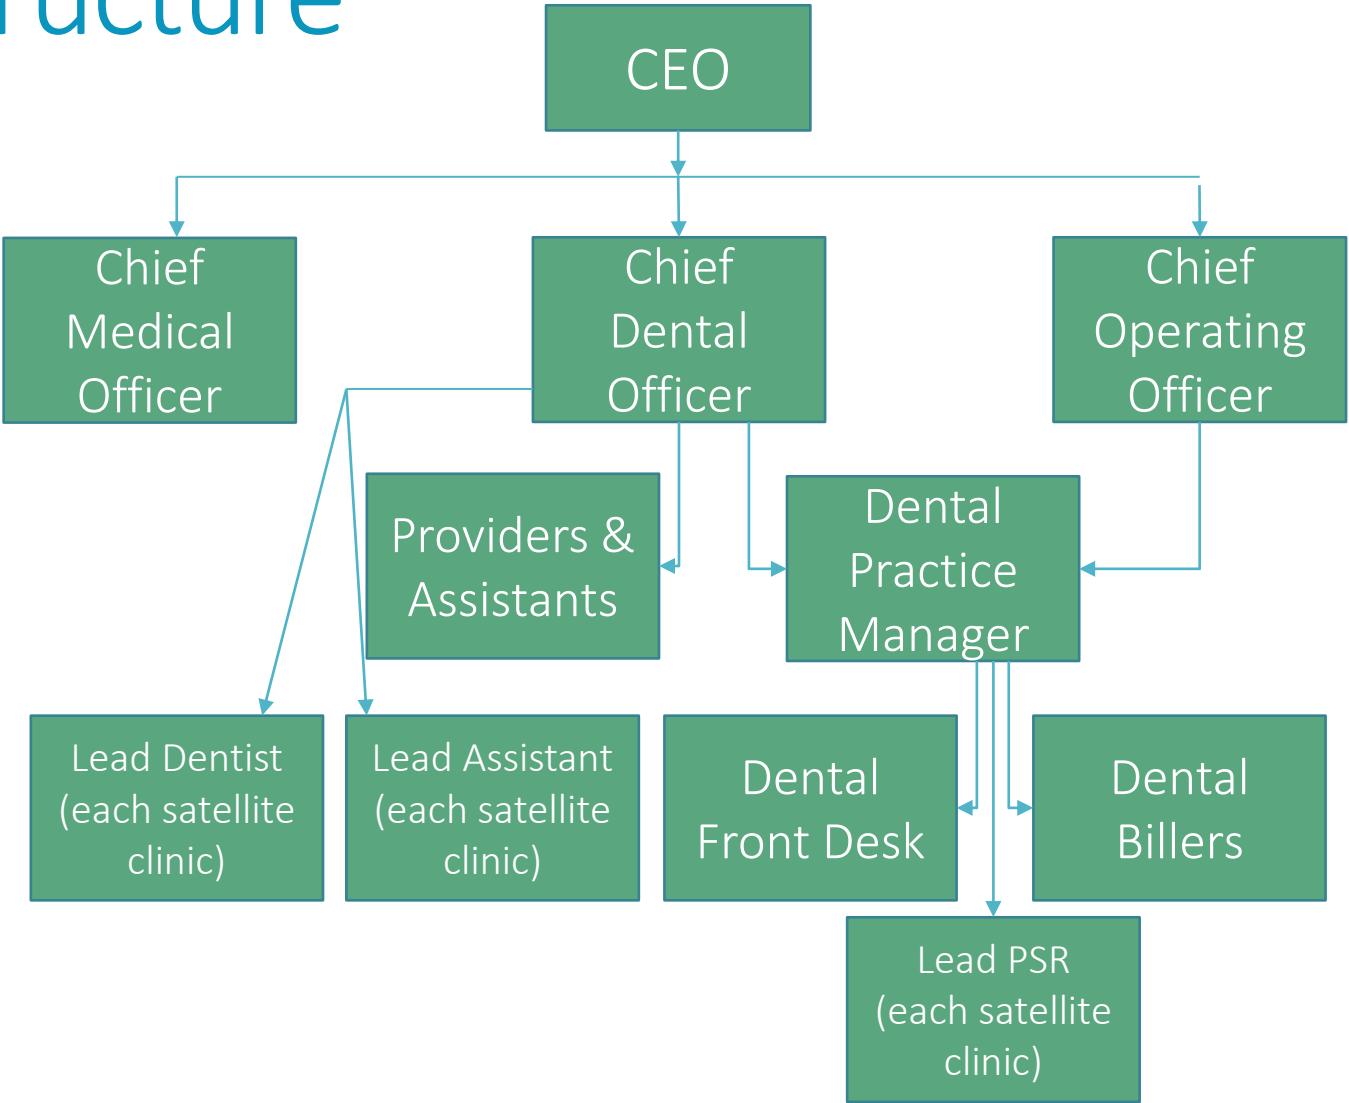 ructure
CEO
Chief
Medical
Officer
Chief
Dental
Officer
Chief
Operating
Officer
Providers &
Assistants
Dental
Practice
Manager
Lead Dentist
(each satellite
clinic)
Lead Assistant
(each satellite
clinic)
Dental
Front Desk
Dental
Billers
Lead PSR
(each satellite
clinic)